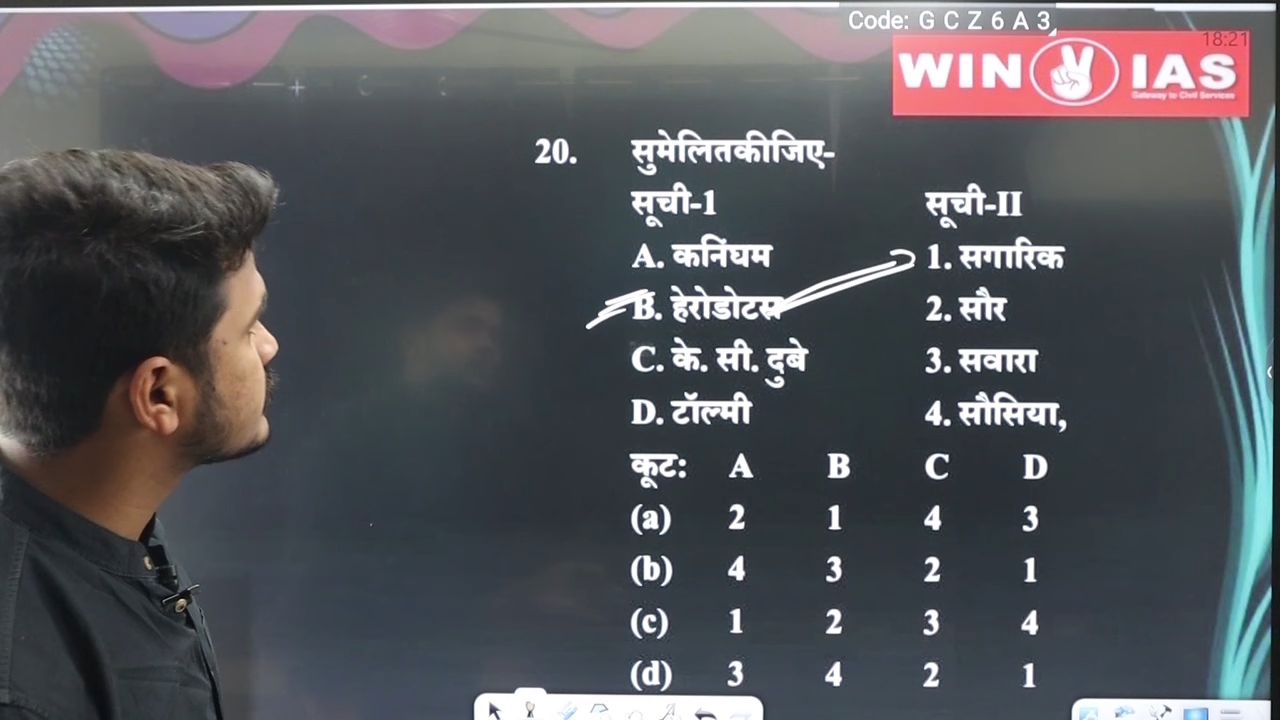 Code: G C Z 6 A 3
18:21
WIN IAS
Gateway to Civil Services
20. सुमेलितकीजिए-
सूची-1 सूची-II
A. कनिंघम 1. सगारिक
B. हेरोडोटस 2. सौर
C. के. सी. दुबे 3. सवारा
D. टॉल्मी 4. सौसिया,
कूट: A B C D
(a) 2 1 4 3
(b) 4 3 2 1
(c) 1 2 3 4
(d) 3 4 2 1